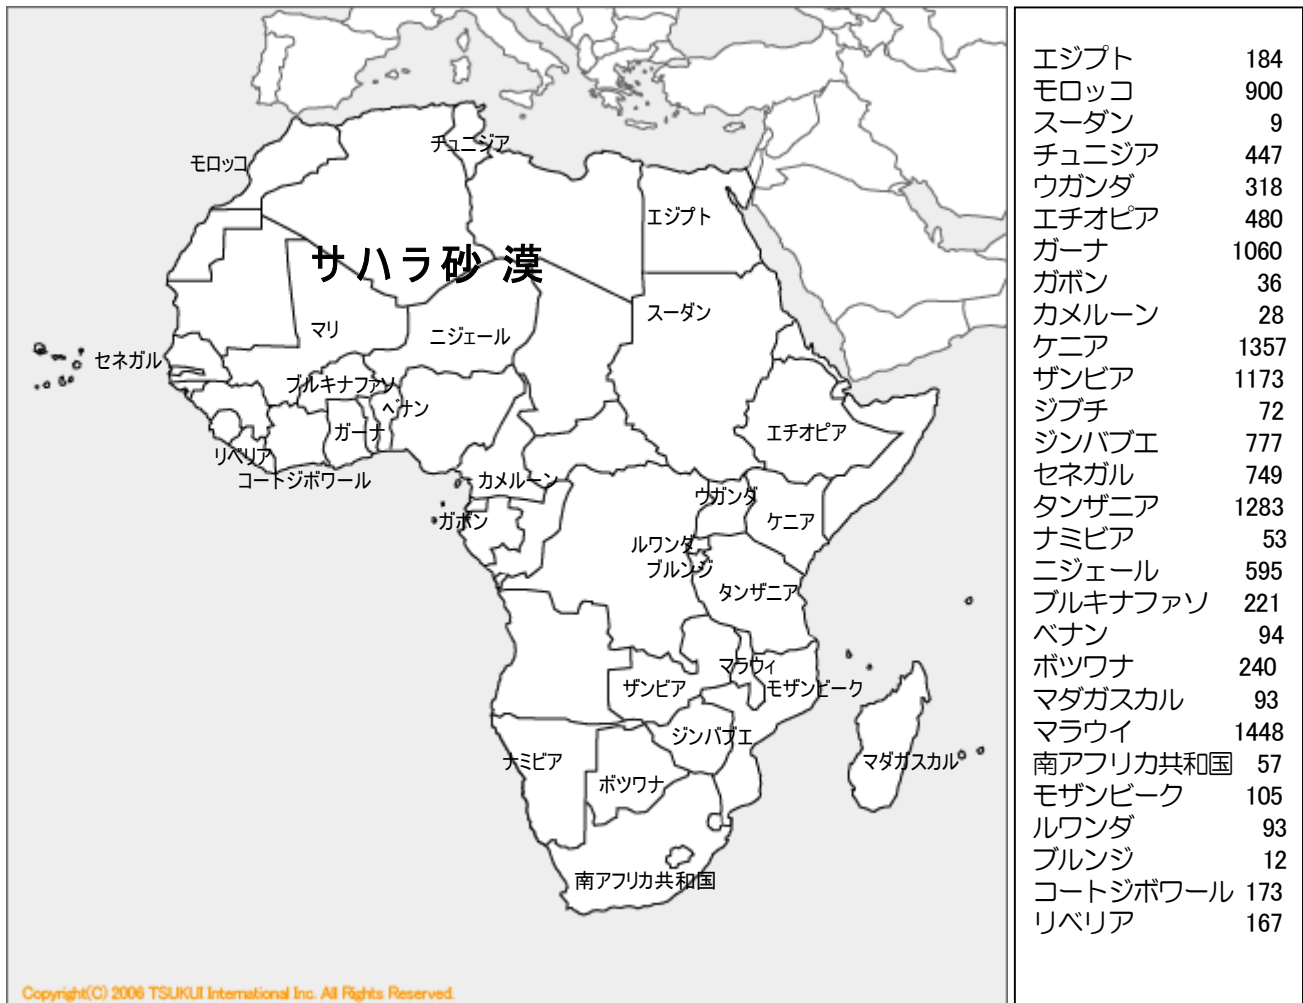 チュニジア
モロッコ
エジプト
サハラ砂 漠
スーダン
マリ
ニジェール
セネガル
ブルキナファソ
ベナン
ガーナ
エチオピア
リベリア
コートジボワール
カメルーン
ウガンダ
ガボン
ケニア
ルワンダ
ブルンジ
タンザニア
マラウィ
ザンビア
モザンビーク
ジンバブエ
ナミビア
ボツワナ
マダガスカル
南アフリカ共和国
Copyright(C) 2006 TSUKUI International Inc. All Rights Reserved.
エジプト 184
モロッコ 900
スーダン 9
チュニジア 447
ウガンダ 318
エチオピア 480
ガーナ 1060
ガボン 36
カメルーン 28
ケニア 1357
ザンビア 1173
ジブチ 72
ジンバブエ 777
セネガル 749
タンザニア 1283
ナミビア 53
ニジェール 595
ブルキナファソ 221
ベナン 94
ボツワナ 240
マダガスカル 93
マラウイ 1448
南アフリカ共和国 57
モザンビーク 105
ルワンダ 93
ブルンジ 12
コートジボワール 173
リベリア 167